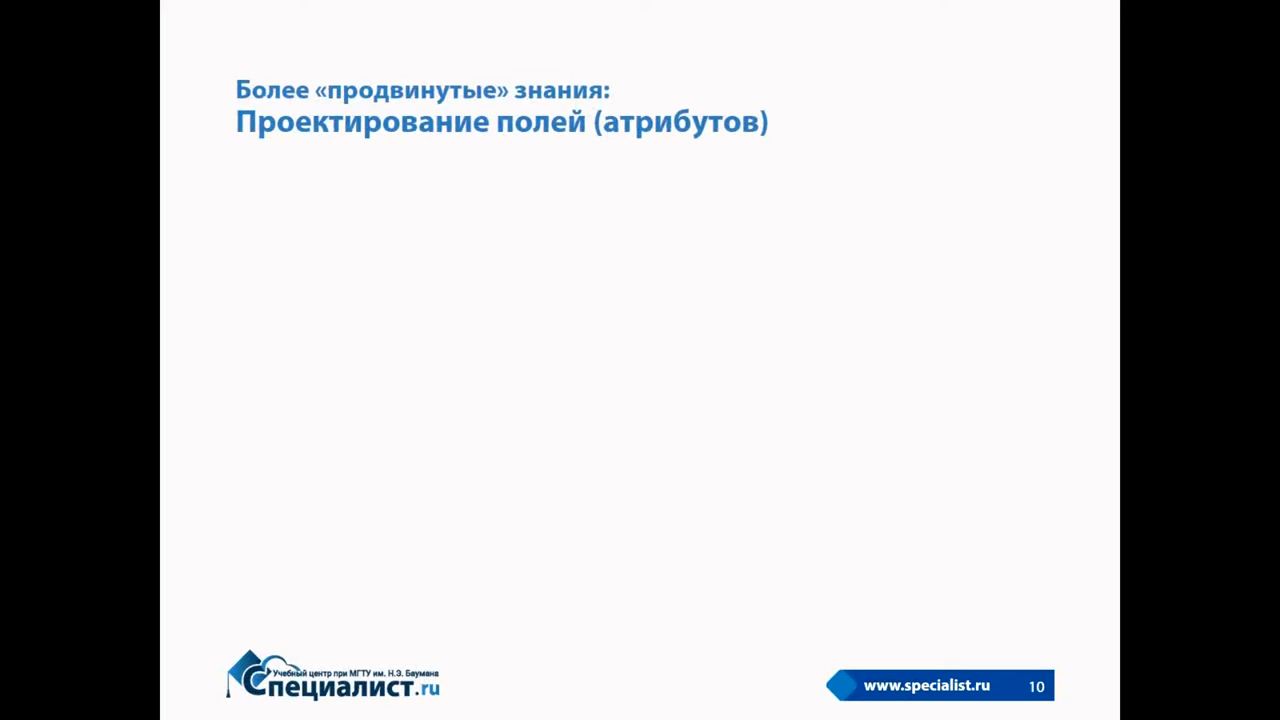 Более «продвинутые» знания:
Проектирование полей (атрибутов)
Учебный центр при МГТУ им. Н.Э. Баумана
Специалист.ru
www.specialist.ru 10